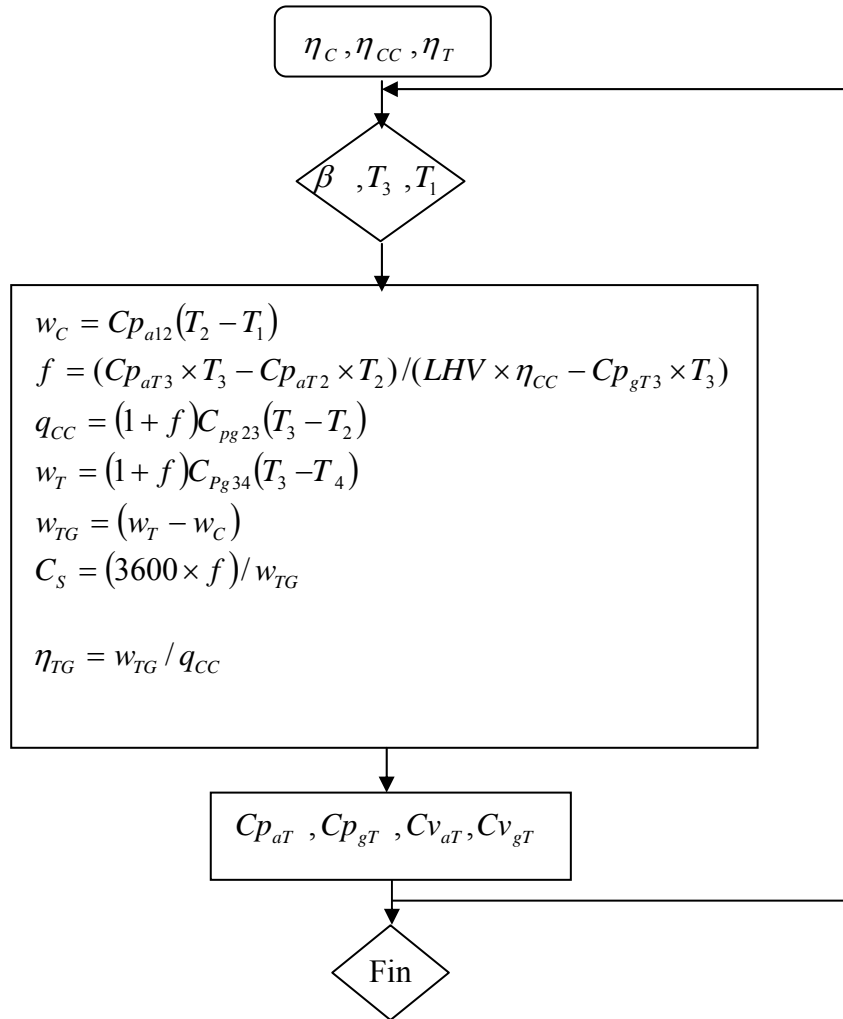 η_C , η_CC , η_T
β , T_3 , T_1
w_C = Cp_a12 (T_2 − T_1)
f = (Cp_aT3 × T_3 − Cp_aT2 × T_2)/(LHV × η_CC − Cp_gT3 × T_3)
q_CC = (1 + f)C_pg23 (T_3 − T_2)
w_T = (1 + f)C_Pg34 (T_3 − T_4)
w_TG = (w_T − w_C)
C_S = (3600 × f)/ w_TG
η_TG = w_TG / q_CC
Cp_aT , Cp_gT , Cv_aT , Cv_gT
Fin